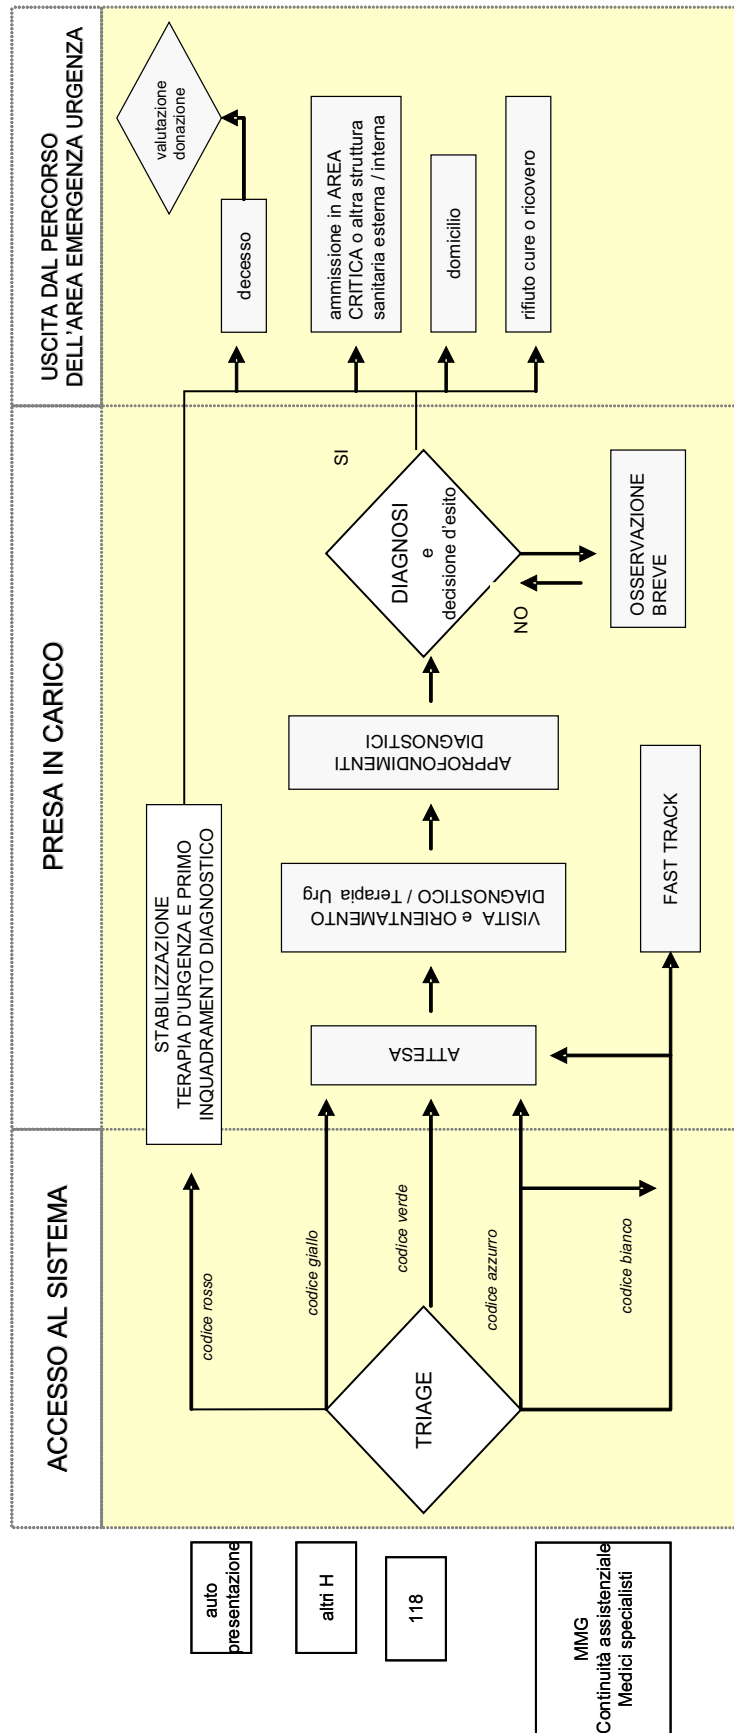 ACCESSO AL SISTEMA
PRESA IN CARICO
USCITA DAL PERCORSO
DELL'AREA EMERGENZA URGENZA
auto
presentazione
altri H
118
MMG
Continuità assistenziale
Medici specialisti
TRIAGE
codice rosso
codice giallo
codice verde
codice azzurro
codice bianco
STABILIZZAZIONE
TERAPIA D'URGENZA E PRIMO
INQUADRAMENTO DIAGNOSTICO
ATTESA
VISITA e ORIENTAMENTO
DIAGNOSTICO / Terapia Urg
APPROFONDIMENTI
DIAGNOSTICI
FAST TRACK
DIAGNOSI
e
decisione d'esito
SI
NO
OSSERVAZIONE
BREVE
decesso
valutazione
donazione
ammissione in AREA
CRITICA o altra struttura
sanitaria esterna / interna
domicilio
rifiuto cure o ricovero